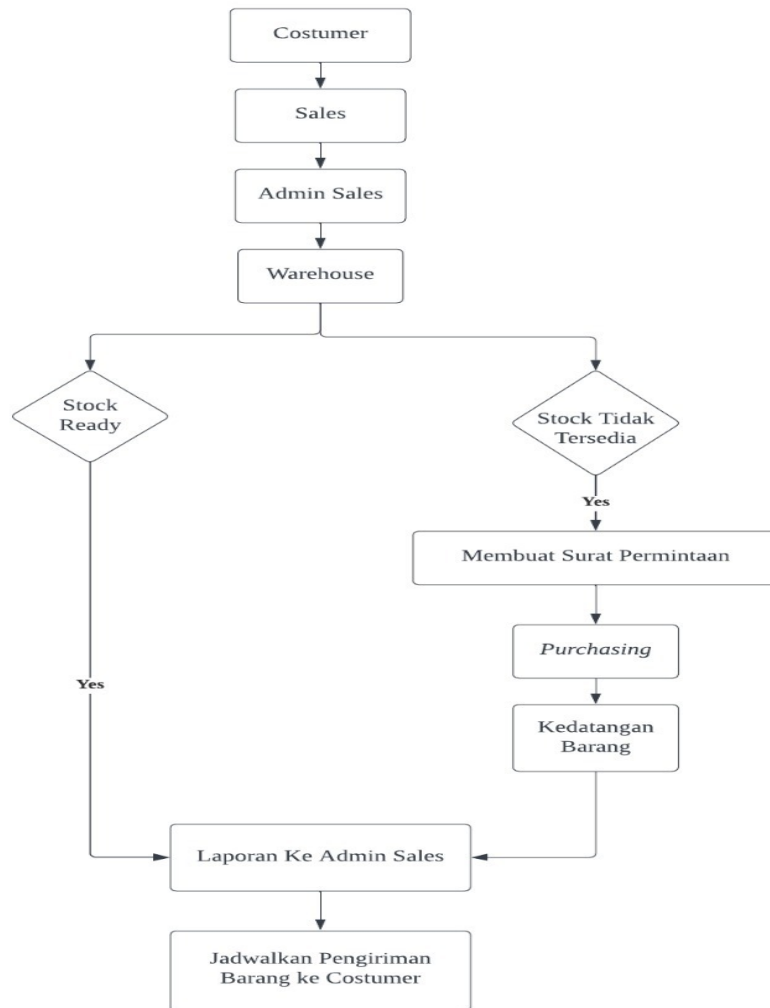 Costumer
Sales
Admin Sales
Warehouse
Stock
Ready
Stock Tidak
Tersedia
Yes
Membuat Surat Permintaan
Purchasing
Yes
Kedatangan
Barang
Laporan Ke Admin Sales
Jadwalkan Pengiriman
Barang ke Costumer